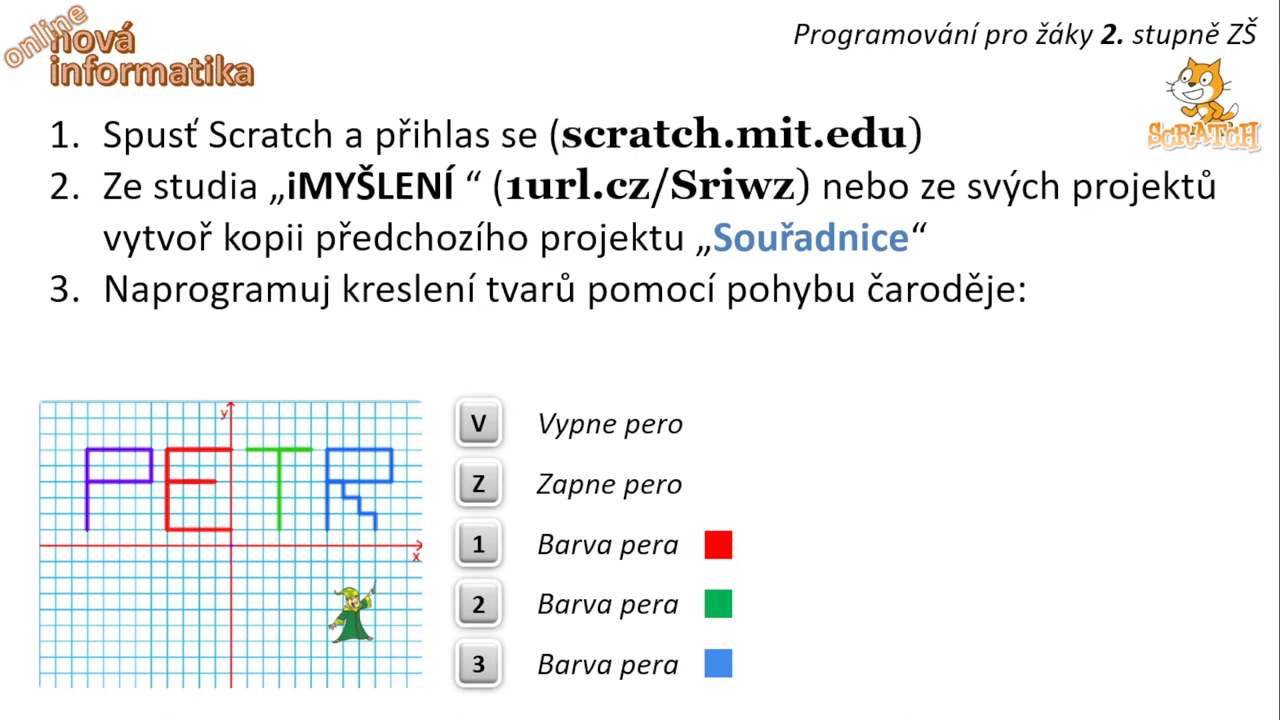 online
nová
informatika
Programování pro žáky 2. stupně ZŠ
SCRATCH
1. Spusť Scratch a přihlas se (scratch.mit.edu)
2. Ze studia „iMYŠLENÍ “ (1url.cz/Sriwz) nebo ze svých projektů
vytvoř kopii předchozího projektu „Souřadnice“
3. Naprogramuj kreslení tvarů pomocí pohybu čaroděje:
y
PETR
x
V Vypne pero
Z Zapne pero
1 Barva pera
2 Barva pera
3 Barva pera